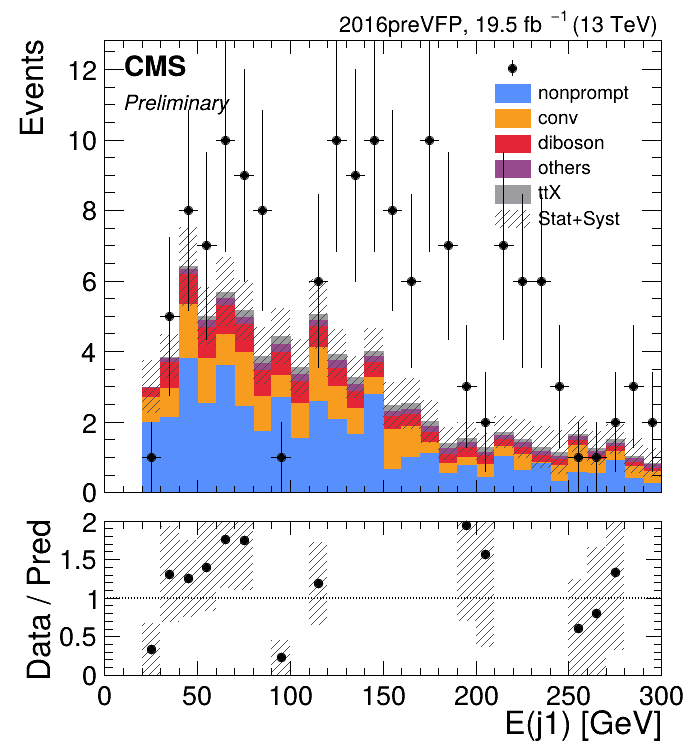 2016preVFP, 19.5 fb⁻¹ (13 TeV)
CMS
Preliminary
Events
nonprompt
conv
diboson
others
ttX
Stat+Syst
12
10
8
6
4
2
0
Data / Pred
2
1.5
1
0.5
0
0 50 100 150 200 250 300
E(j1) [GeV]